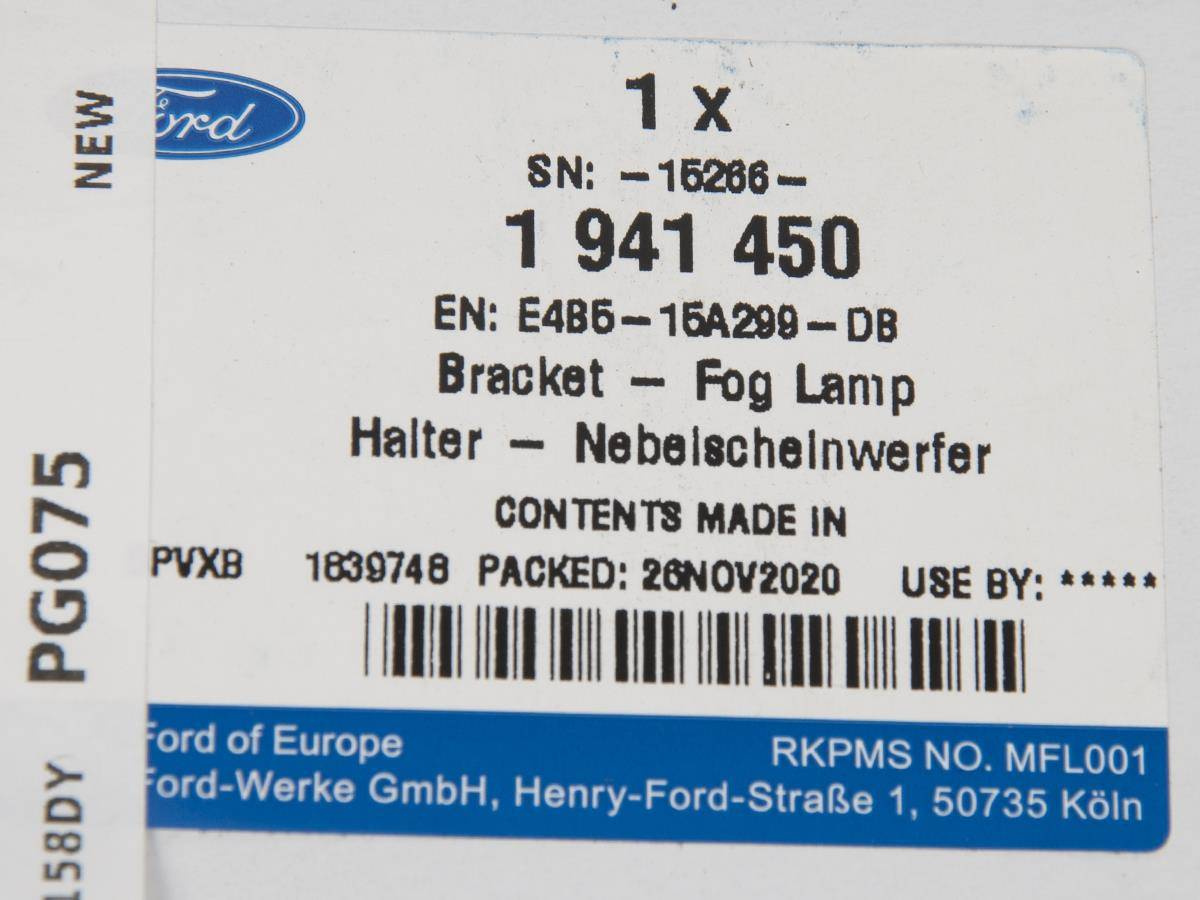 Ford
1 x
SN: -15266-
1 941 450
EN: E4B5-15A299-DB
Bracket - Fog Lamp
Halter - Nebelscheinwerfer
CONTENTS MADE IN
PVXB 1839748 PACKED: 26NOV2020 USE BY: *****
Ford of Europe
RKPMS NO. MFL001
Ford-Werke GmbH, Henry-Ford-Straße 1, 50735 Köln
NEW
PG075
158DY